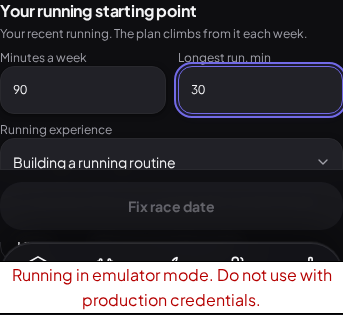 Your running starting point
Your recent running. The plan climbs from it each week.
Minutes a week
Longest run, min
90
30
Running experience
Building a running routine
Fix race date
Running in emulator mode. Do not use with
production credentials.